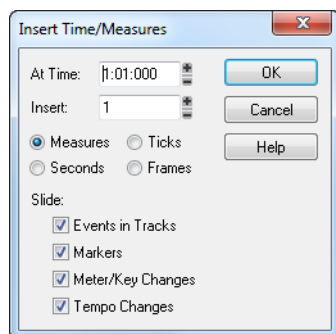 Insert Time/Measures
At Time: 1:01:000 OK
Insert: 1 Cancel
Measures Ticks Help
Seconds Frames
Slide:
Events in Tracks
Markers
Meter/Key Changes
Tempo Changes